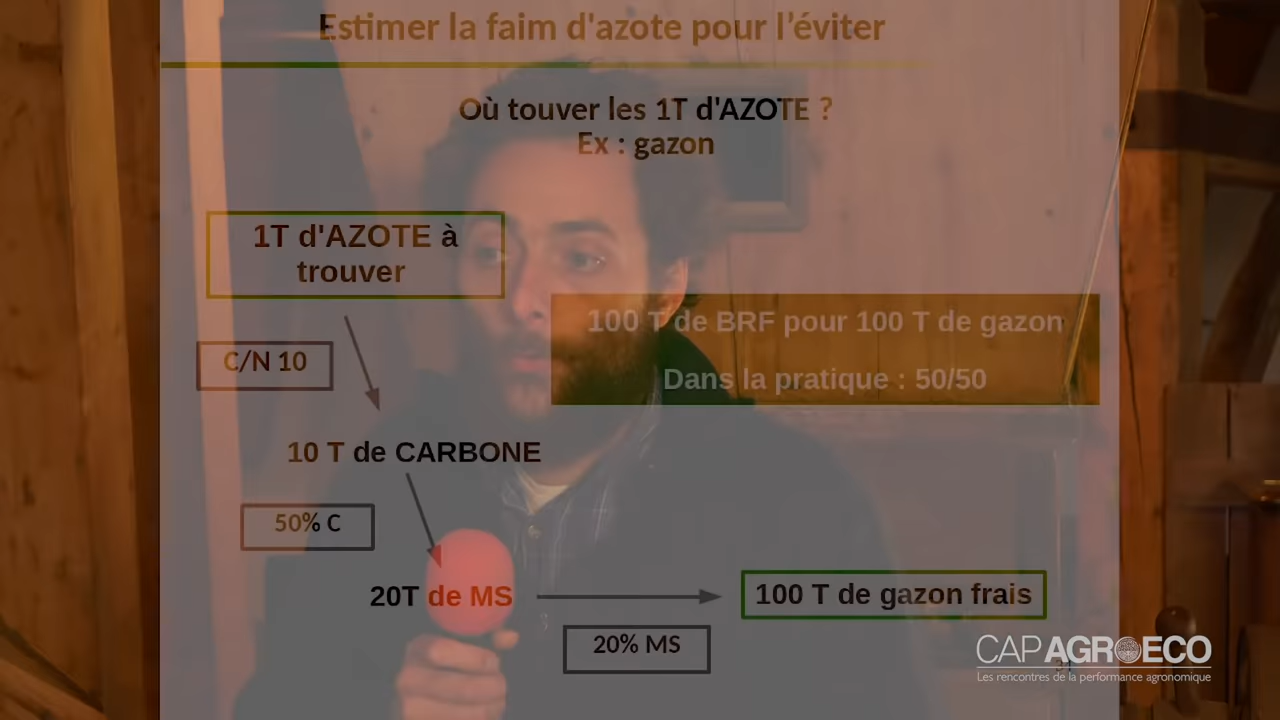 Estimer la faim d'azote pour l’éviter
Où touver les 1T d'AZOTE ?
Ex : gazon
1T d'AZOTE à
trouver
100 T de BRF pour 100 T de gazon
Dans la pratique : 50/50
C/N 10
10 T de CARBONE
50% C
20T de MS
100 T de gazon frais
20% MS
CAP AGROECO
Les rencontres de la performance agronomique